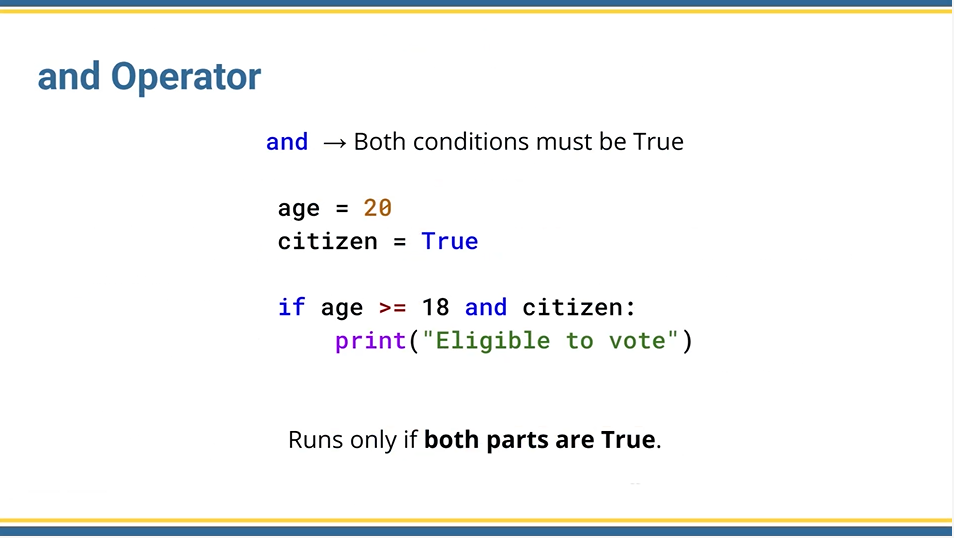 and Operator
and → Both conditions must be True
age = 20
citizen = True
if age >= 18 and citizen:
print("Eligible to vote")
Runs only if both parts are True.